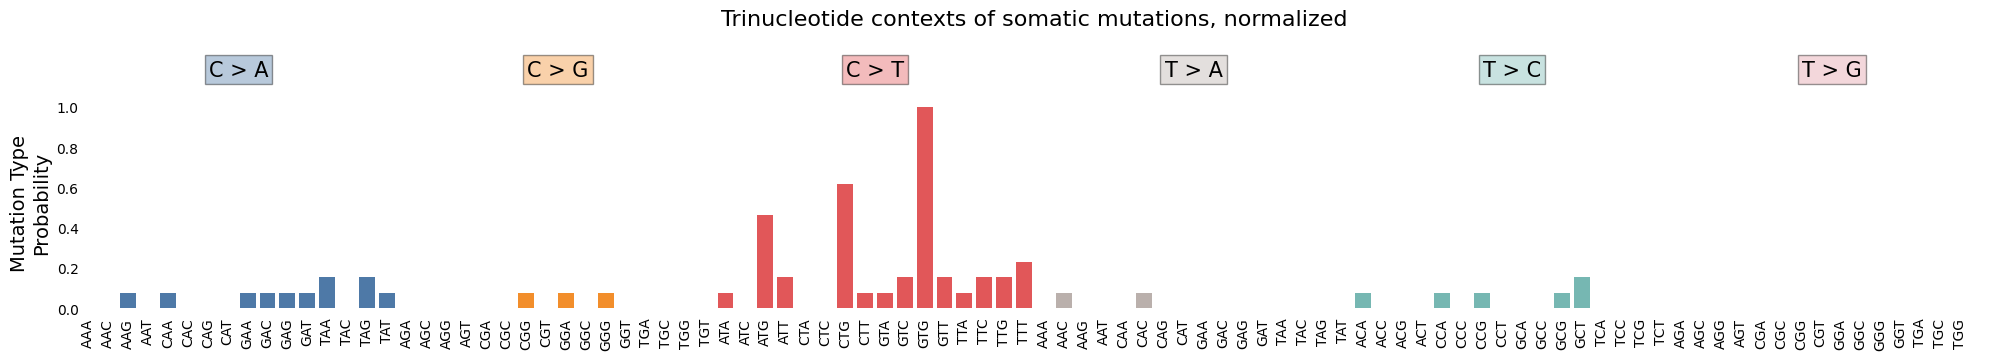 Trinucleotide contexts of somatic mutations, normalized
C > A
C > G
C > T
T > A
T > C
T > G
Mutation Type
Probability
1.0
0.8
0.6
0.4
0.2
0.0
AAA
AAC
AAG
AAT
CAA
CAC
CAG
CAT
GAA
GAC
GAG
GAT
TAA
TAC
TAG
TAT
AGA
AGC
AGG
AGT
CGA
CGC
CGG
CGT
GGA
GGC
GGG
GGT
TGA
TGC
TGG
TGT
ATA
ATC
ATG
ATT
CTA
CTC
CTG
CTT
GTA
GTC
GTG
GTT
TTA
TTC
TTG
TTT
AAA
AAC
AAG
AAT
CAA
CAC
CAG
CAT
GAA
GAC
GAG
GAT
TAA
TAC
TAG
TAT
ACA
ACC
ACG
ACT
CCA
CCC
CCG
CCT
GCA
GCC
GCG
GCT
TCA
TCC
TCG
TCT
AGA
AGC
AGG
AGT
CGA
CGC
CGG
CGT
GGA
GGC
GGG
GGT
TGA
TGC
TGG